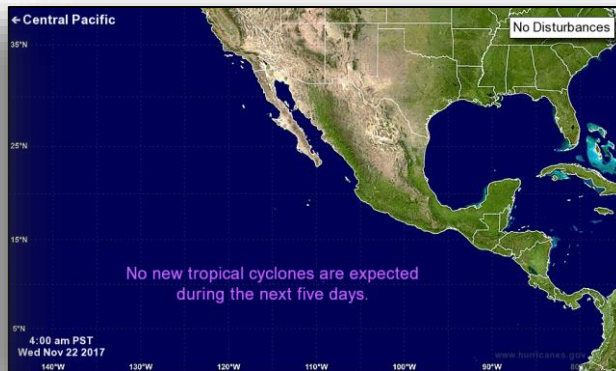 ←Central Pacific
No Disturbances
35°N
25°N
15°N
No new tropical cyclones are expected
during the next five days.
5°N
4:00 am PST
Wed Nov 22 2017
www.hurricanes.gov
140°W
130°W
120°W
110°W
100°W
90°W